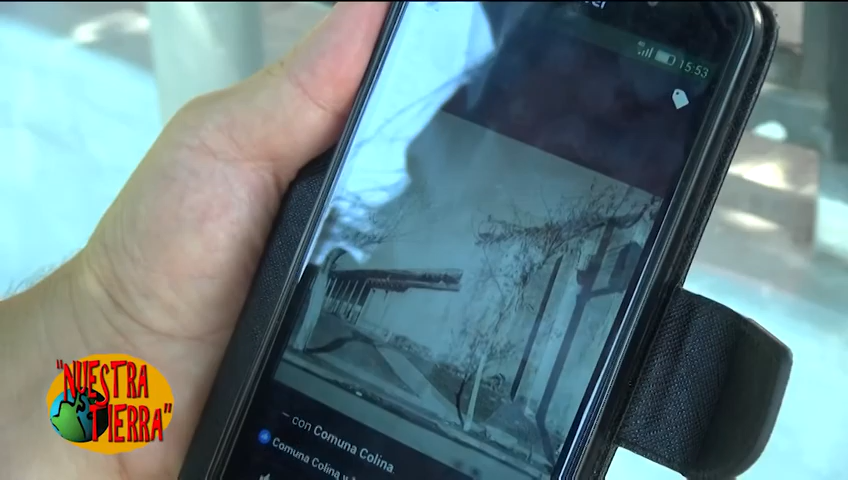 15:53
— con Comuna Colina.
Comuna Colina y
"NUESTRA
TIERRA"